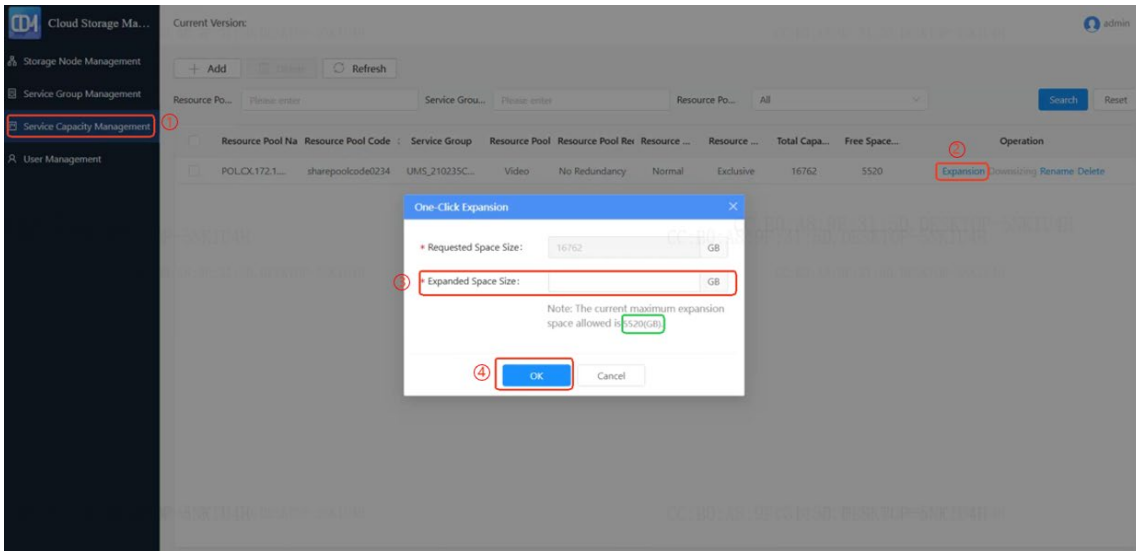 CDM Cloud Storage Ma...
Current Version:
admin
Storage Node Management
Service Group Management
Service Capacity Management
User Management
①
+ Add
Refresh
Resource Po... Please enter Service Grou... Please enter Resource Po... All Search Reset
Resource Pool Na Resource Pool Code Service Group Resource Pool Resource Pool Re Resource ... Resource ... Total Capa... Free Space... Operation
②
POLCX.172.1.... sharepoolcode0234 UMS_210235C... Video No Redundancy Normal Exclusive 16762 5520 Expansion Downsizing Rename Delete
One-Click Expansion
* Requested Space Size: 16762 GB
③
* Expanded Space Size: GB
Note: The current maximum expansion
space allowed is 5520(GB).
④
OK Cancel